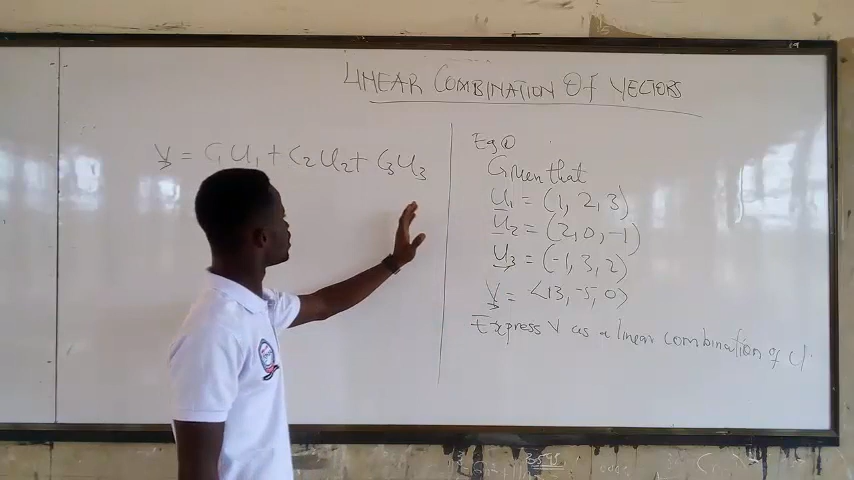 LINEAR COMBINATION OF VECTORS
V = C1U1 + C2U2 + C3U3
Eg ①
Given that
U1 = (1, 2, 3)
U2 = (2, 0, -1)
U3 = (-1, 3, 2)
V = <13, -5, 0>
Express V as a linear combination of U
3595